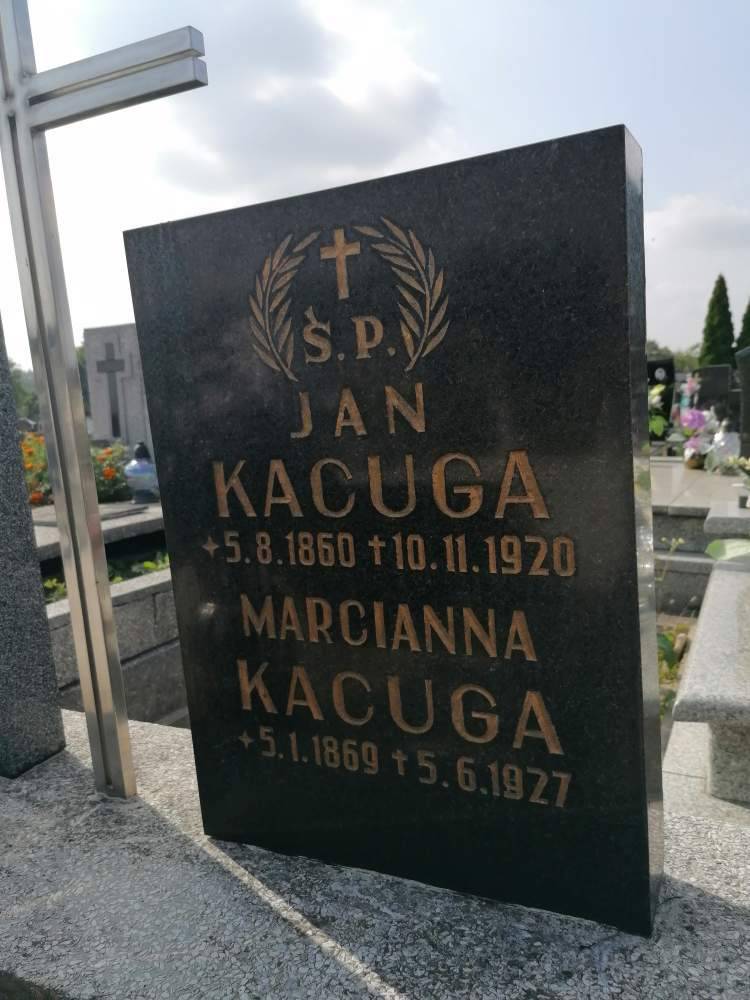 Ś.P.
JAN
KACUGA
+5.8.1860 +10.11.1920
MARCIANNA
KACUGA
+5.1.1869 +5.6.1927